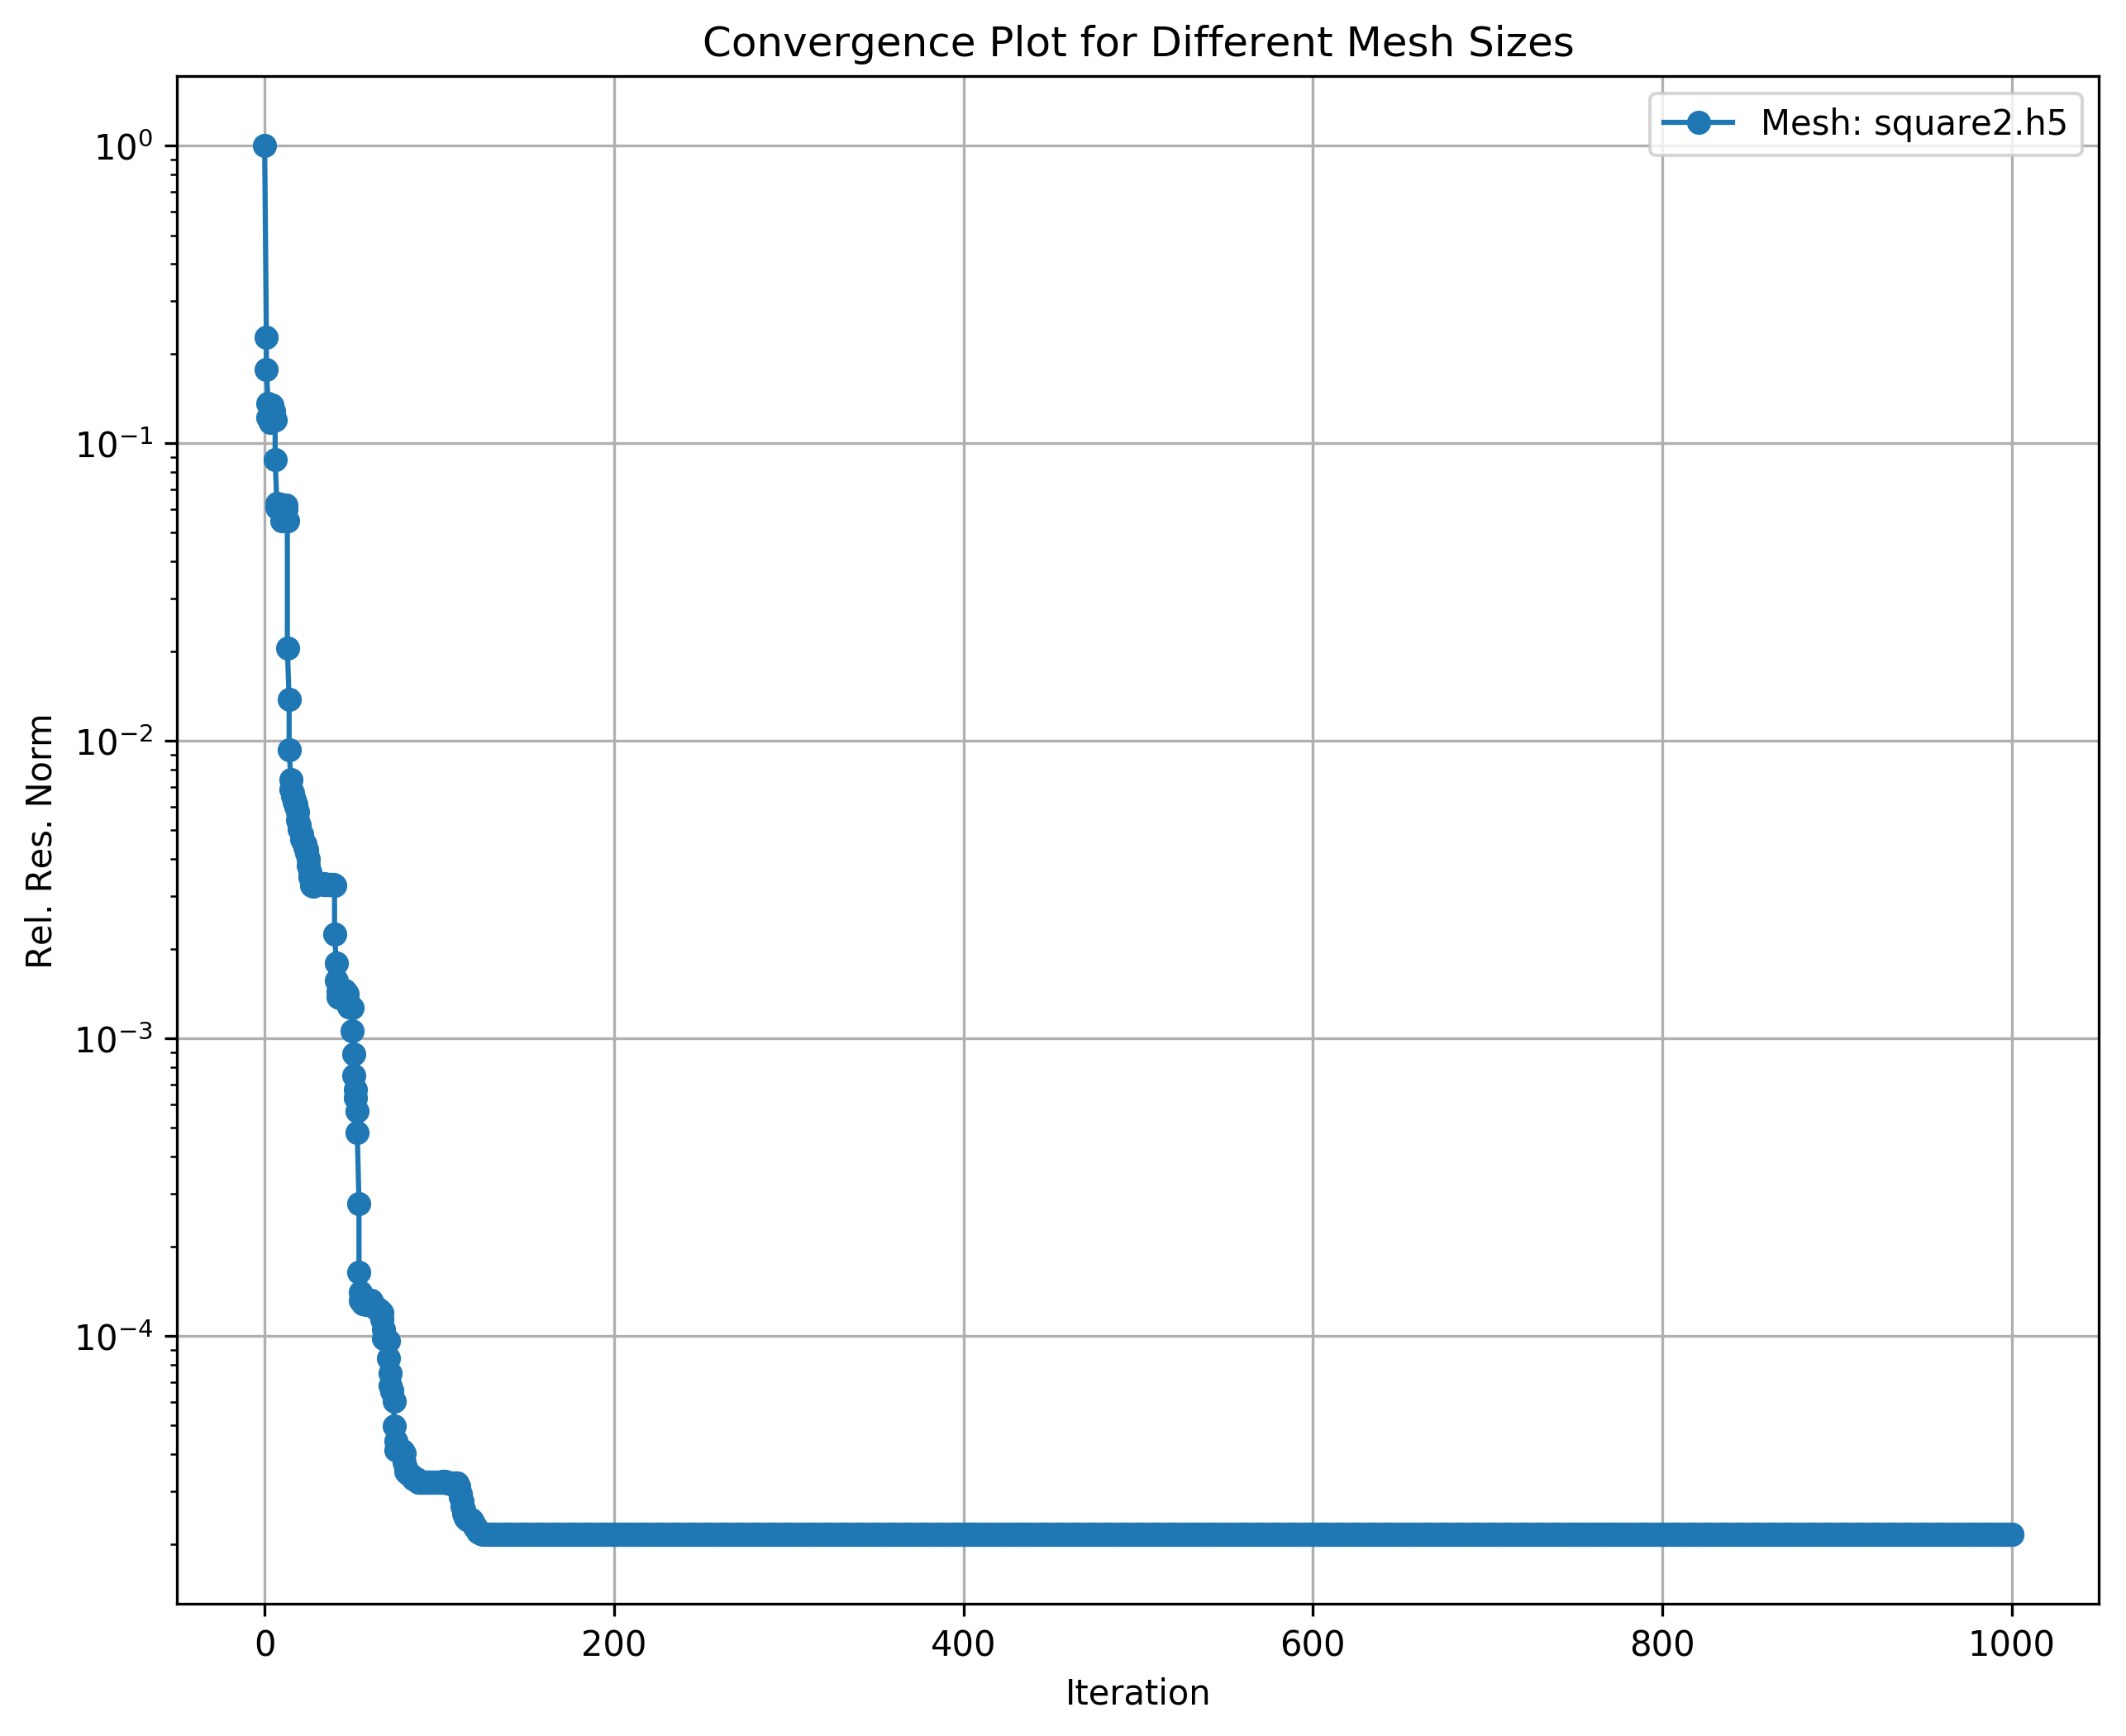 Convergence Plot for Different Mesh Sizes
Mesh: square2.h5
Rel. Res. Norm
10⁰
10⁻¹
10⁻²
10⁻³
10⁻⁴
0 200 400 600 800 1000
Iteration